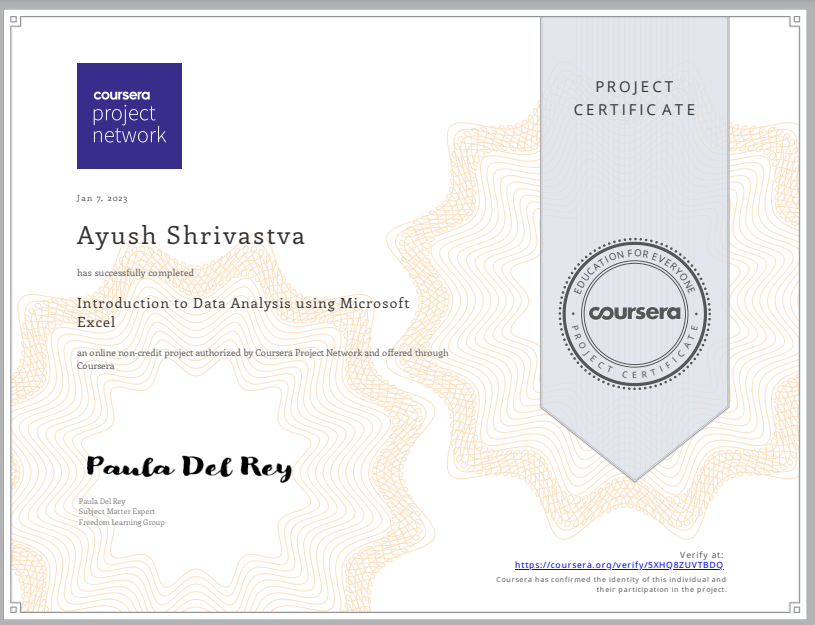 coursera
project
network
PROJECT
CERTIFICATE
Jan 7, 2023
Ayush Shrivastva
has successfully completed
Introduction to Data Analysis using Microsoft
Excel
an online non-credit project authorized by Coursera Project Network and offered through
Coursera
EDUCATION FOR EVERYONE
coursera
PROJECT CERTIFICATE
Paula Del Rey
Paula Del Rey
Subject Matter Expert
Freedom Learning Group
Verify at:
https://coursera.org/verify/5XHQ8ZUVTBDQ
Coursera has confirmed the identity of this individual and
their participation in the project.